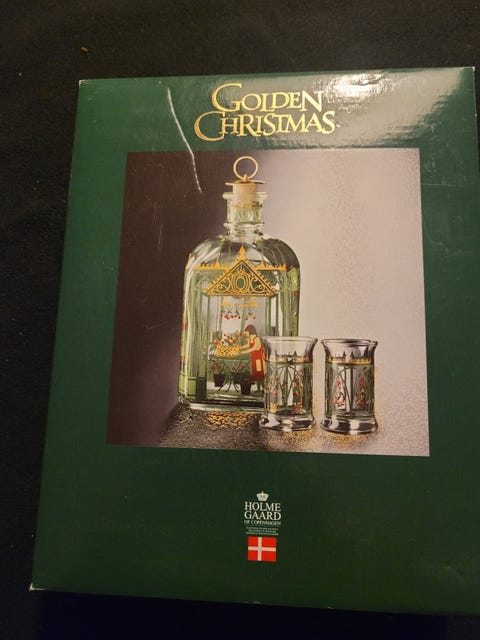 GOLDEN
CHRISTMAS
HOLME
GAARD
OF COPENHAGEN